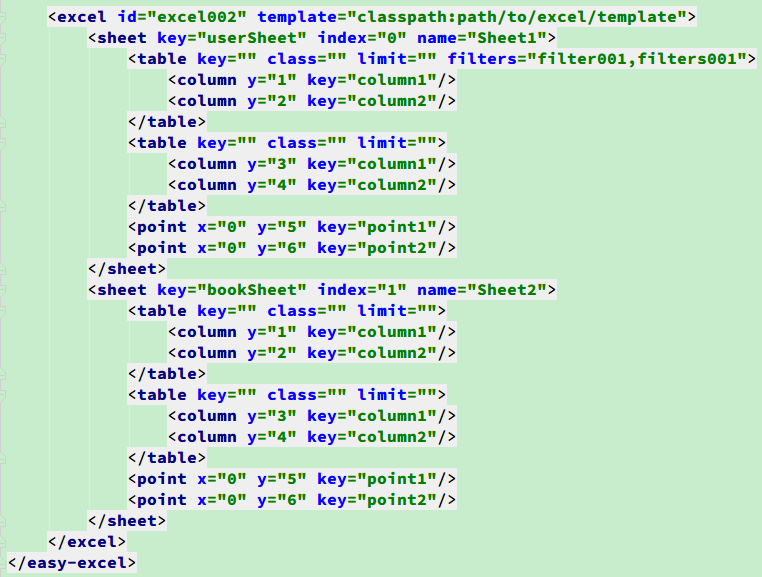 <excel id="excel002" template="classpath:path/to/excel/template">
<sheet key="userSheet" index="0" name="Sheet1">
<table key="" class="" limit="" filters="filter001,filters001">
<column y="1" key="column1"/>
<column y="2" key="column2"/>
</table>
<table key="" class="" limit="">
<column y="3" key="column1"/>
<column y="4" key="column2"/>
</table>
<point x="0" y="5" key="point1"/>
<point x="0" y="6" key="point2"/>
</sheet>
<sheet key="bookSheet" index="1" name="Sheet2">
<table key="" class="" limit="">
<column y="1" key="column1"/>
<column y="2" key="column2"/>
</table>
<table key="" class="" limit="">
<column y="3" key="column1"/>
<column y="4" key="column2"/>
</table>
<point x="0" y="5" key="point1"/>
<point x="0" y="6" key="point2"/>
</sheet>
</excel>
</easy-excel>